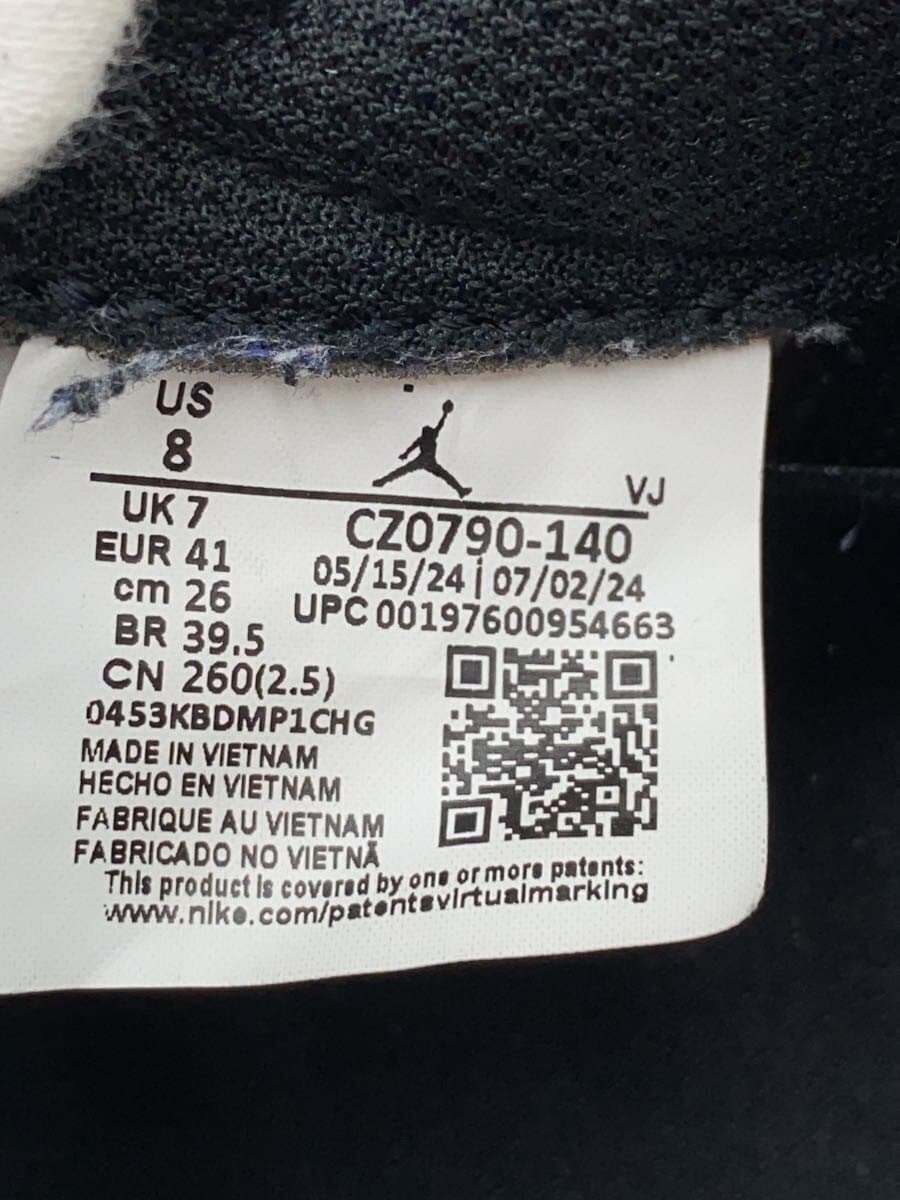 US
8
VJ
UK 7
CZ0790-140
EUR 41
05/15/24 | 07/02/24
cm 26
UPC 00197600954663
BR 39.5
CN 260(2.5)
0453KBDMP1CHG
MADE IN VIETNAM
HECHO EN VIETNAM
FABRIQUE AU VIETNAM
FABRICADO NO VIETNÃ
This product is covered by one or more patents:
www.nike.com/patentsvirtualmarking